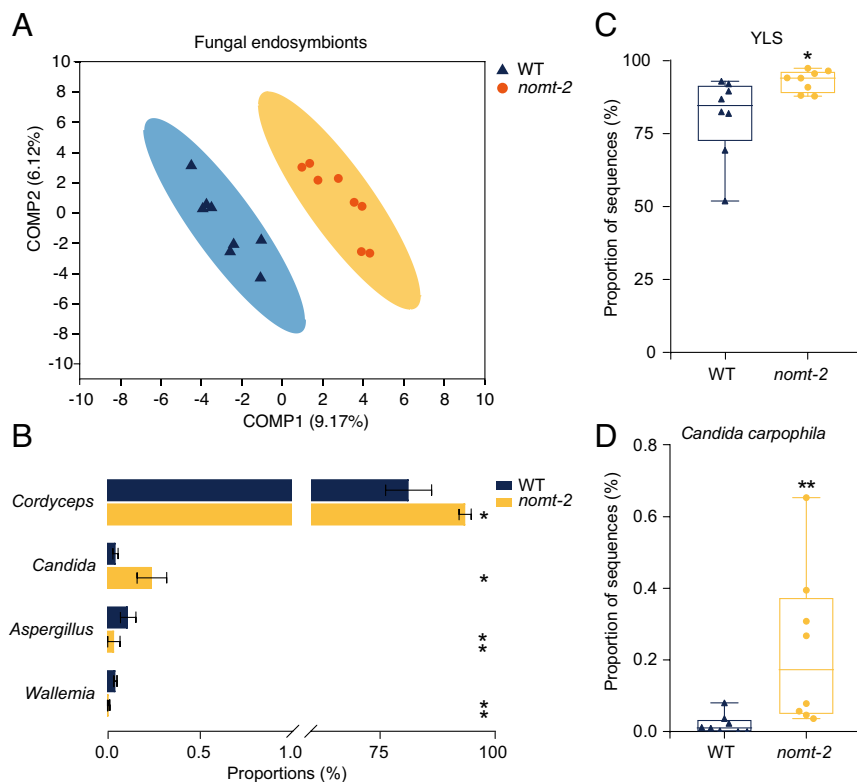 A
Fungal endosymbionts
WT
nomt-2
10
8
6
4
2
0
-2
-4
-6
-8
-10
COMP2 (6.12%)
-10 -8 -6 -4 -2 0 2 4 6 8 10
COMP1 (9.17%)
B
WT
nomt-2
Cordyceps
*
Candida
*
Aspergillus
*
*
Wallemia
*
*
0.0 0.5 1.0 75 100
Proportions (%)
C
YLS
*
100
75
50
25
0
Proportion of sequences (%)
WT nomt-2
D
Candida carpophila
**
0.8
0.6
0.4
0.2
0.0
Proportion of sequences (%)
WT nomt-2